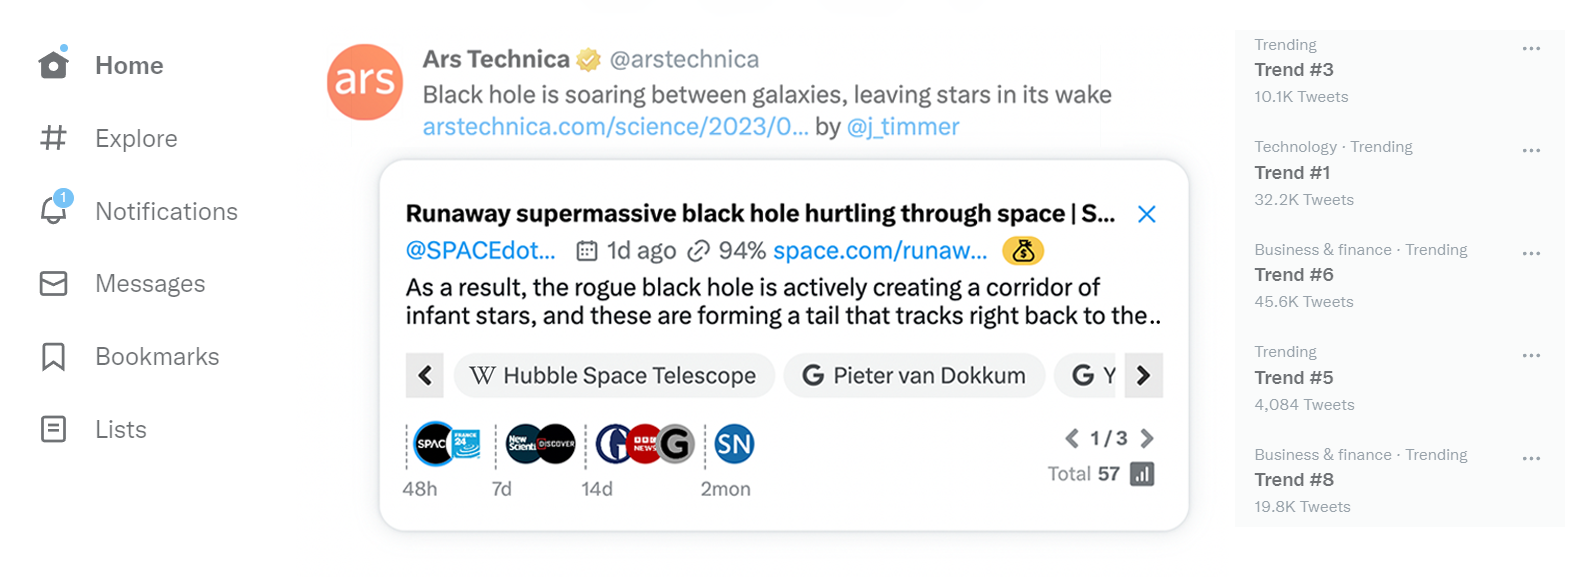 Home
Explore
1
Notifications
Messages
Bookmarks
Lists
ars
Ars Technica @arstechnica
Black hole is soaring between galaxies, leaving stars in its wake
arstechnica.com/science/2023/0... by @j_timmer
Runaway supermassive black hole hurtling through space | S...
@SPACEdot... 1d ago 94% space.com/runaw...
As a result, the rogue black hole is actively creating a corridor of
infant stars, and these are forming a tail that tracks right back to the..
W Hubble Space Telescope G Pieter van Dokkum G Y
SPAC FRANCE 24 New Scienti DISCOVER G BBC NEWS G SN
48h 7d 14d 2mon
1 / 3
Total 57
Trending
Trend #3
10.1K Tweets
Technology · Trending
Trend #1
32.2K Tweets
Business & finance · Trending
Trend #6
45.6K Tweets
Trending
Trend #5
4,084 Tweets
Business & finance · Trending
Trend #8
19.8K Tweets